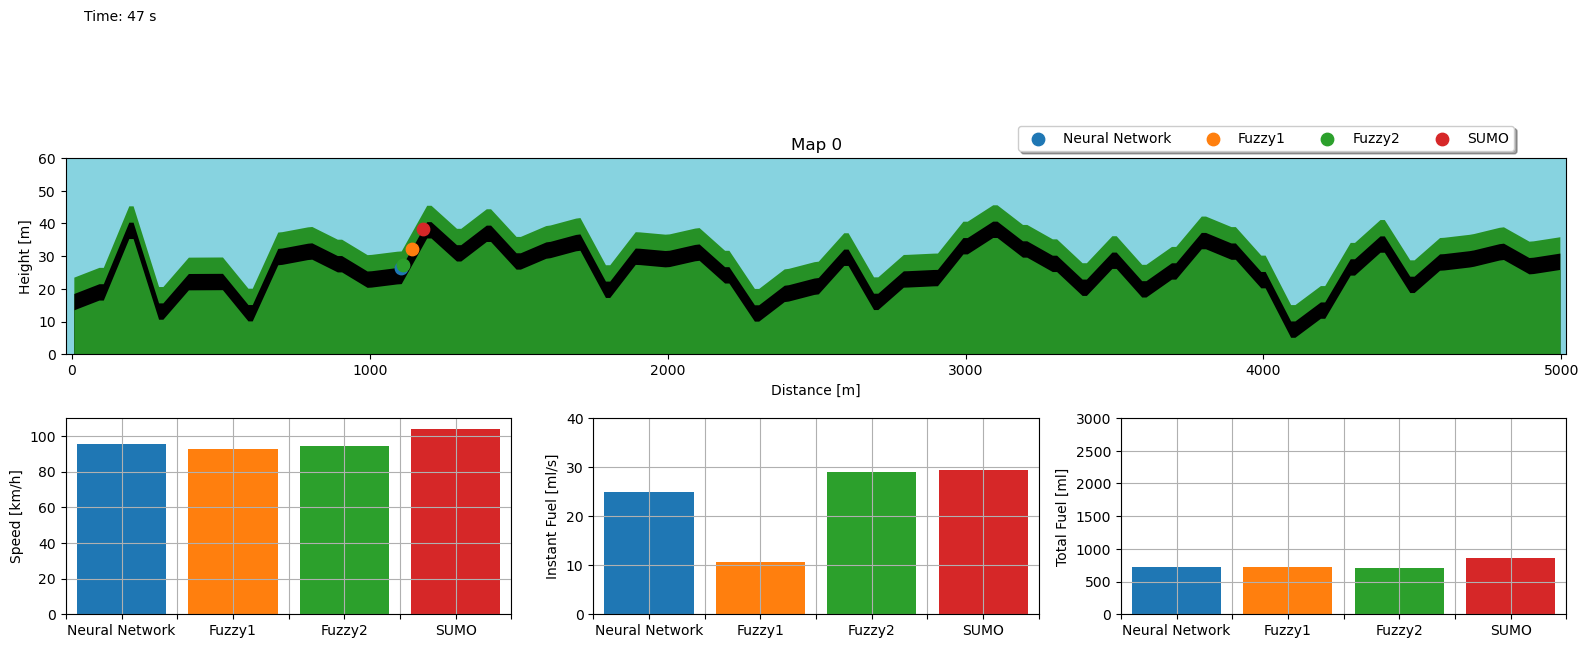 Time: 47 s
Map 0
Neural Network Fuzzy1 Fuzzy2 SUMO
Height [m]
60
50
40
30
20
10
0
0 1000 2000 3000 4000 5000
Distance [m]
Speed [km/h]
100
80
60
40
20
0
Neural Network Fuzzy1 Fuzzy2 SUMO
Instant Fuel [ml/s]
40
30
20
10
0
Neural Network Fuzzy1 Fuzzy2 SUMO
Total Fuel [ml]
3000
2500
2000
1500
1000
500
0
Neural Network Fuzzy1 Fuzzy2 SUMO